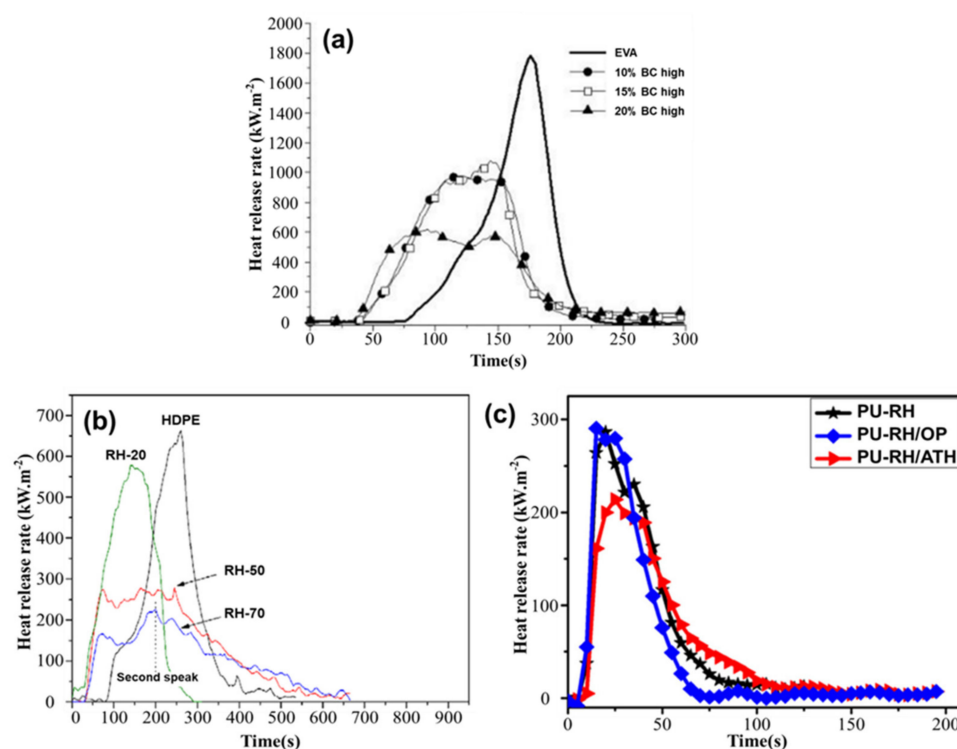 (a)
Heat release rate (kW.m-2)
2000
1800
1600
1400
1200
1000
800
600
400
200
0
EVA
10% BC high
15% BC high
20% BC high
0 50 100 150 200 250 300
Time(s)
(b)
Heat release rate (kW.m-2)
700
600
500
400
300
200
100
0
HDPE
RH-20
RH-50
RH-70
Second speak
0 100 200 300 400 500 600 700 800 900
Time(s)
(c)
Heat release rate (kW.m-2)
300
200
100
0
PU-RH
PU-RH/OP
PU-RH/ATH
0 50 100 150 200
Time(s)